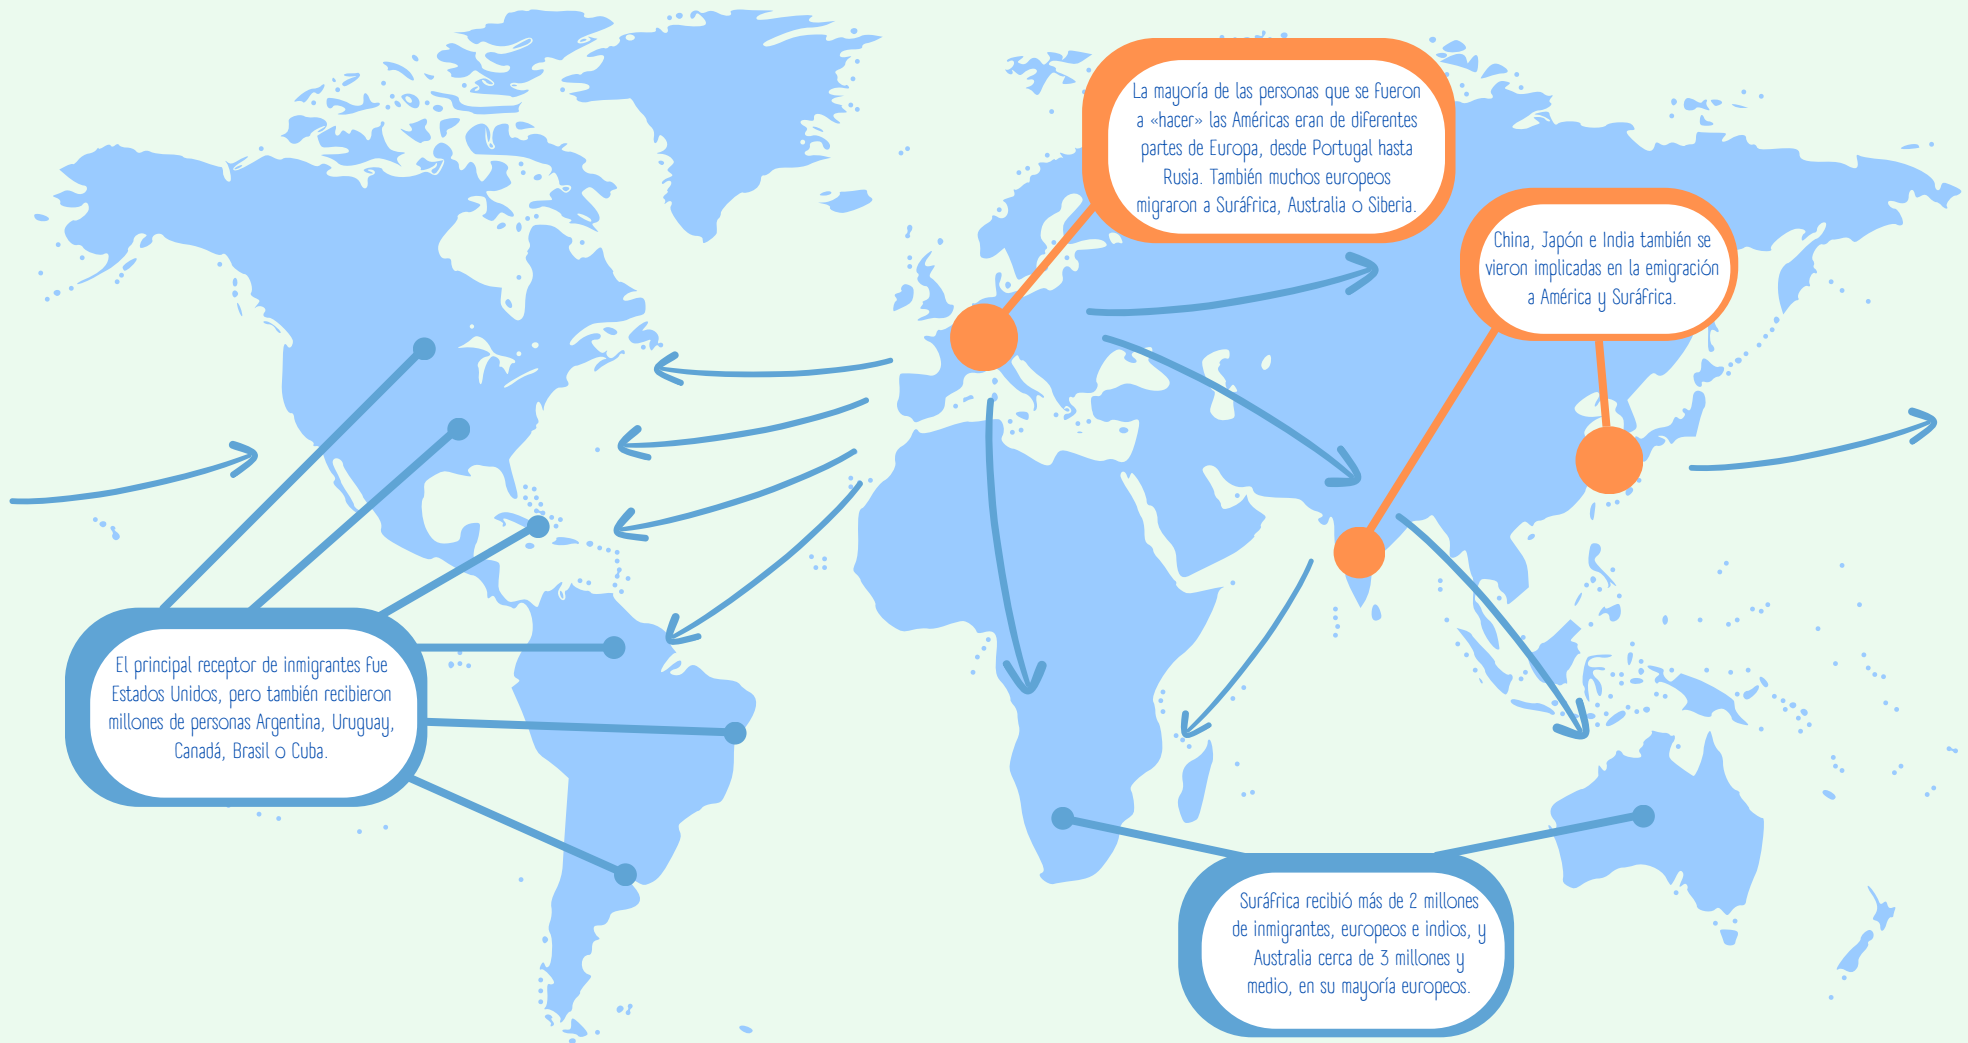 La mayoría de las personas que se fueron
a «hacer» las Américas eran de diferentes
partes de Europa, desde Portugal hasta
Rusia. También muchos europeos
migraron a Suráfrica, Australia o Siberia.
China, Japón e India también se
vieron implicadas en la emigración
a América y Suráfrica.
El principal receptor de inmigrantes fue
Estados Unidos, pero también recibieron
millones de personas Argentina, Uruguay,
Canadá, Brasil o Cuba.
Suráfrica recibió más de 2 millones
de inmigrantes, europeos e indios, y
Australia cerca de 3 millones y
medio, en su mayoría europeos.